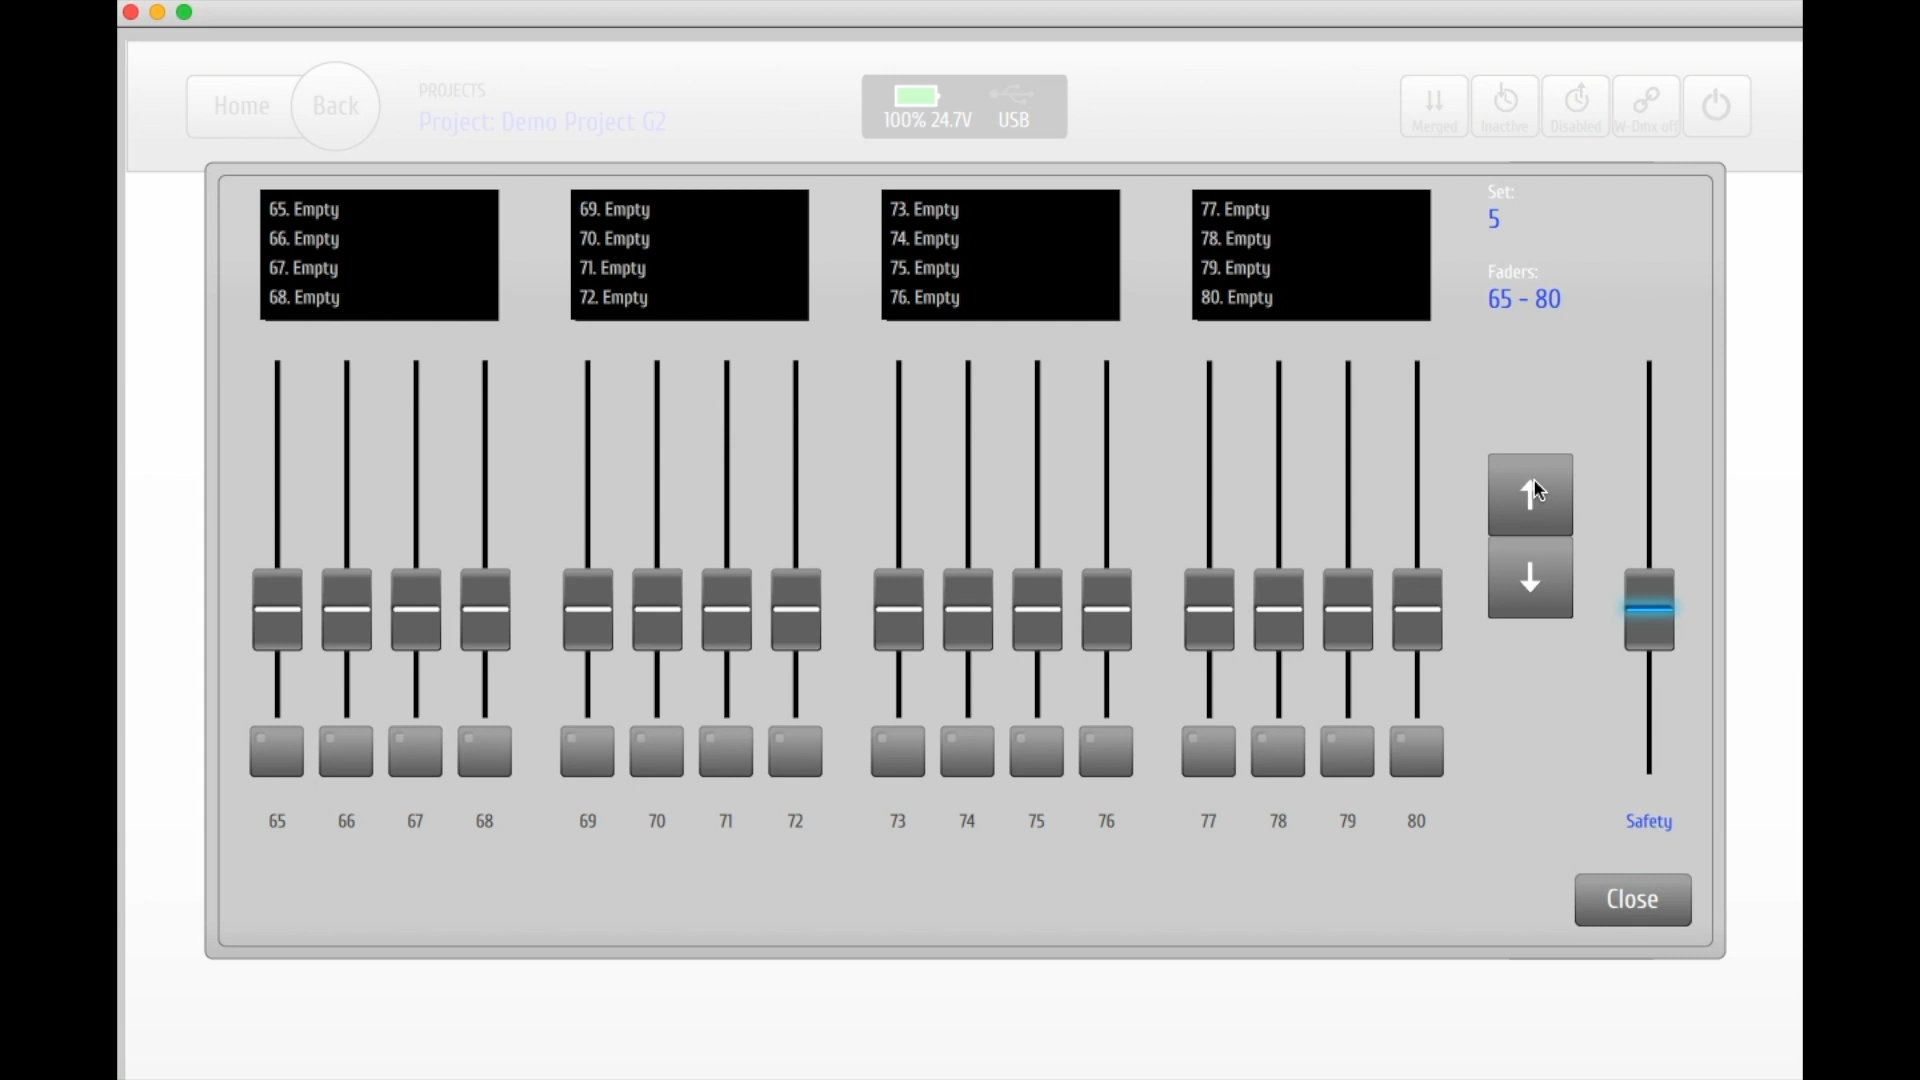 Home
Back
PROJECTS
Project: Demo Project G2
100% 24.7V
USB
Merged
Inactive
Disabled
W-Dmx off
65. Empty
66. Empty
67. Empty
68. Empty
69. Empty
70. Empty
71. Empty
72. Empty
73. Empty
74. Empty
75. Empty
76. Empty
77. Empty
78. Empty
79. Empty
80. Empty
Set:
5
Faders:
65 - 80
65 66 67 68 69 70 71 72 73 74 75 76 77 78 79 80
Safety
Close